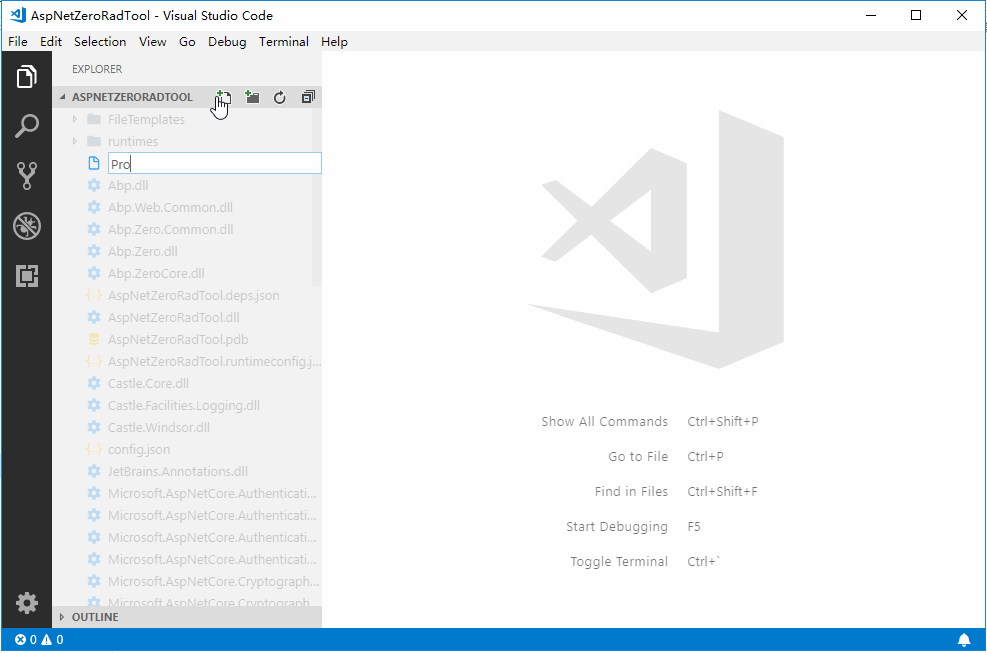 AspNetZeroRadTool - Visual Studio Code
File Edit Selection View Go Debug Terminal Help
EXPLORER
ASPNETZERORADTOOL
FileTemplates
runtimes
Pro
Abp.dll
Abp.Web.Common.dll
Abp.Zero.Common.dll
Abp.Zero.dll
Abp.ZeroCore.dll
AspNetZeroRadTool.deps.json
AspNetZeroRadTool.dll
AspNetZeroRadTool.pdb
AspNetZeroRadTool.runtimeconfig.j...
Castle.Core.dll
Castle.Facilities.Logging.dll
Castle.Windsor.dll
config.json
JetBrains.Annotations.dll
Microsoft.AspNetCore.Authenticati...
Microsoft.AspNetCore.Authenticati...
Microsoft.AspNetCore.Authenticati...
Microsoft.AspNetCore.Authenticati...
Microsoft.AspNetCore.Cryptograph...
Microsoft.AspNetCore.Cryptograph
OUTLINE
Show All Commands Ctrl+Shift+P
Go to File Ctrl+P
Find in Files Ctrl+Shift+F
Start Debugging F5
Toggle Terminal Ctrl+`
0 0